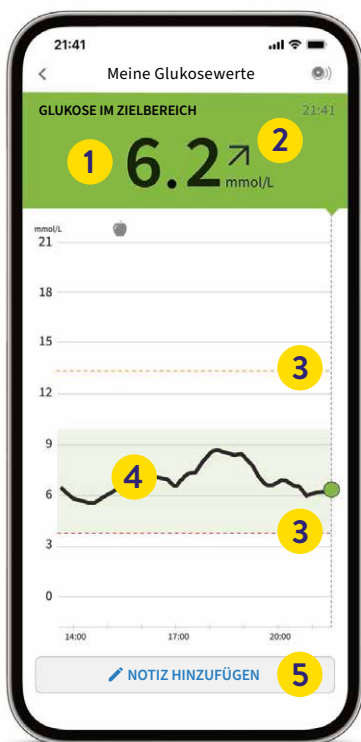 21:41
Meine Glukosewerte
GLUKOSE IM ZIELBEREICH 21:41
1 6.2 2
mmol/L
mmol/L
21
18
15
3
12
9
4
6
3
3
0
14:00 17:00 20:00
NOTIZ HINZUFÜGEN 5